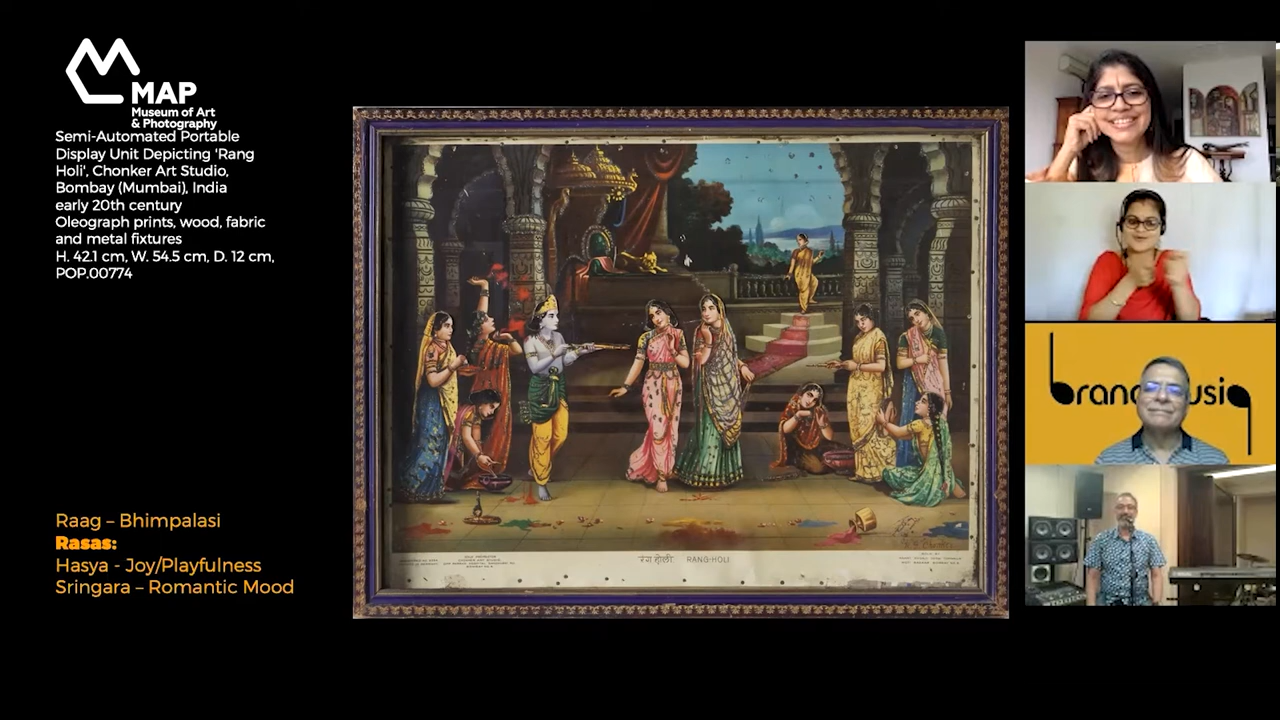 MAP
Museum of Art
& Photography
Semi-Automated Portable
Display Unit Depicting 'Rang
Holi', Chonker Art Studio,
Bombay (Mumbai), India
early 20th century
Oleograph prints, wood, fabric
and metal fixtures
H. 42.1 cm, W. 54.5 cm, D. 12 cm,
POP.00774
Raag – Bhimpalasi
Rasas:
Hasya - Joy/Playfulness
Sringara – Romantic Mood
रंग होली RANG-HOLI